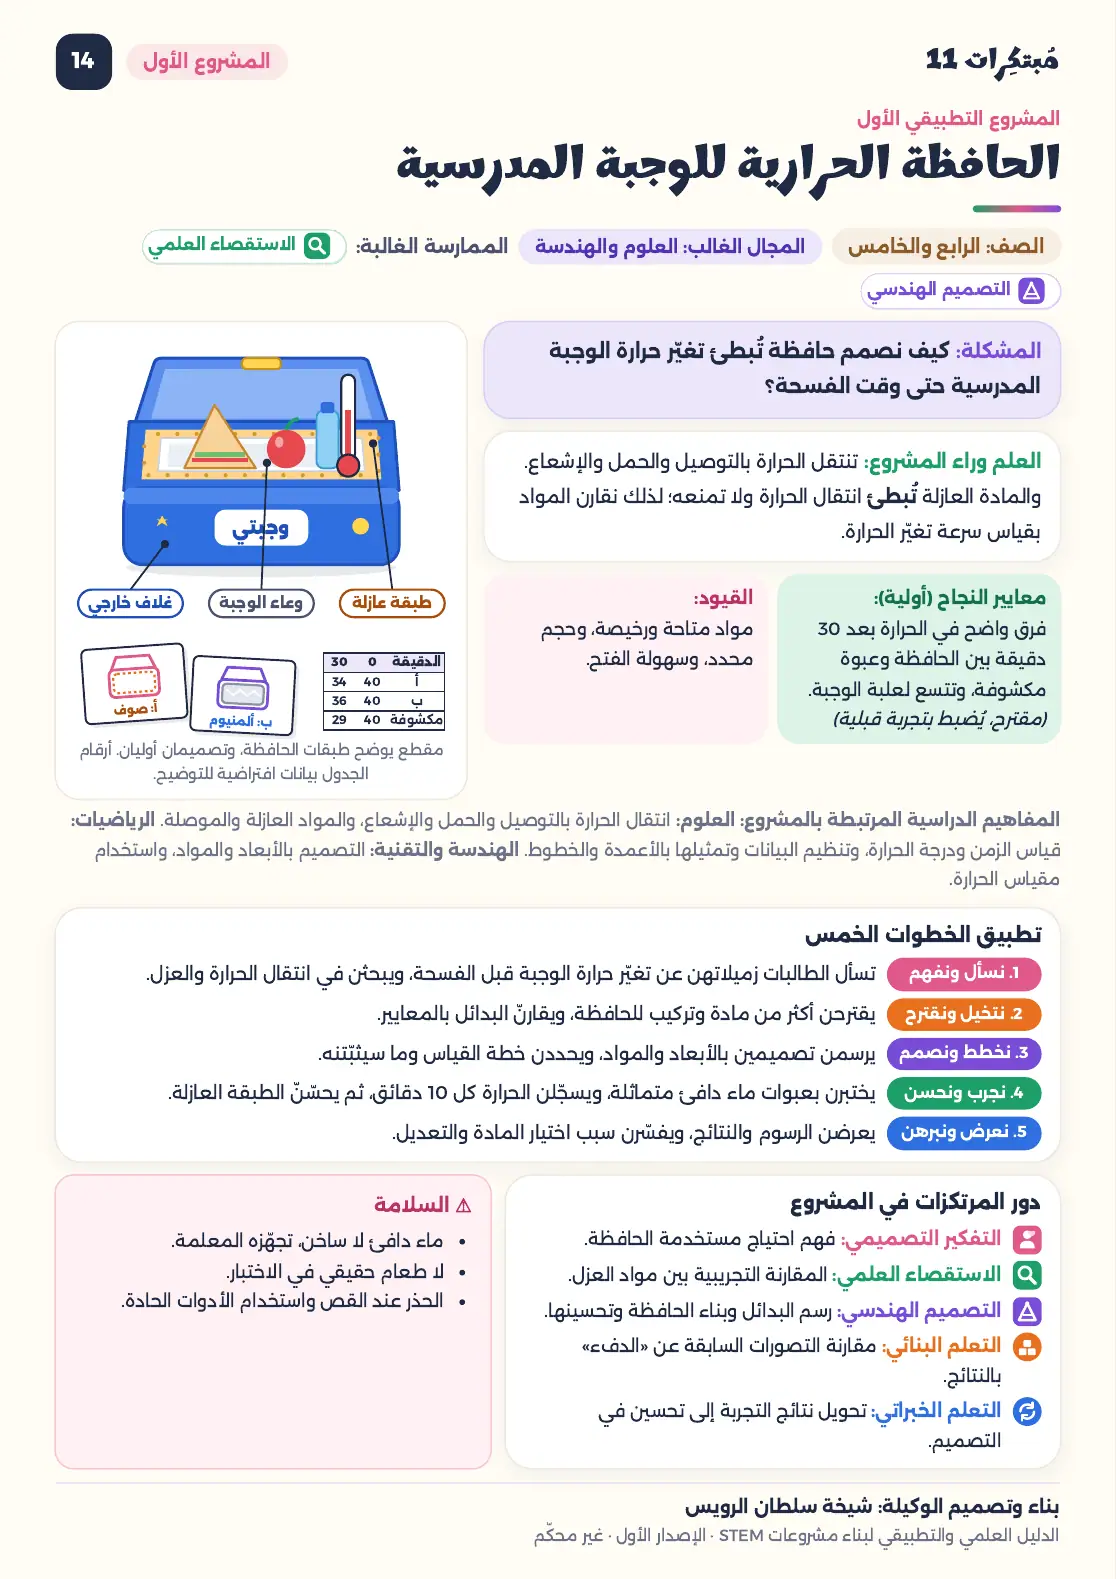 مُبتكِرات 11
المشروع الأول
14
المشروع التطبيقي الأول
الحافظة الحرارية للوجبة المدرسية
الصف: الرابع والخامس
المجال الغالب: العلوم والهندسة
الممارسة الغالبة:
الاستقصاء العلمي
التصميم الهندسي
المشكلة: كيف نصمم حافظة تُبطئ تغيّر حرارة الوجبة
المدرسية حتى وقت الفسحة؟
العلم وراء المشروع: تنتقل الحرارة بالتوصيل والحمل والإشعاع.
والمادة العازلة تُبطئ انتقال الحرارة ولا تمنعه؛ لذلك نقارن المواد
بقياس سرعة تغيّر الحرارة.
معايير النجاح (أولية):
فرق واضح في الحرارة بعد 30
دقيقة بين الحافظة وعبوة
مكشوفة، وتتسع لعلبة الوجبة.
(مقترح، يُضبط بتجربة قبلية)
القيود:
مواد متاحة ورخيصة، وحجم
محدد، وسهولة الفتح.
وجبتي
طبقة عازلة
وعاء الوجبة
غلاف خارجي
الدقيقة 0 30
أ 40 34
ب 40 36
مكشوفة 40 29
ب: ألمنيوم
أ: صوف
مقطع يوضح طبقات الحافظة، وتصميمان أوليان. أرقام
الجدول بيانات افتراضية للتوضيح.
المفاهيم الدراسية المرتبطة بالمشروع: العلوم: انتقال الحرارة بالتوصيل والحمل والإشعاع، والمواد العازلة والموصلة. الرياضيات:
قياس الزمن ودرجة الحرارة، وتنظيم البيانات وتمثيلها بالأعمدة والخطوط. الهندسة والتقنية: التصميم بالأبعاد والمواد، واستخدام
مقياس الحرارة.
تطبيق الخطوات الخمس
1. نسأل ونفهم تسأل الطالبات زميلاتهن عن تغيّر حرارة الوجبة قبل الفسحة، ويبحثن في انتقال الحرارة والعزل.
2. نتخيل ونقترح يقترحن أكثر من مادة وتركيب للحافظة، ويقارنّ البدائل بالمعايير.
3. نخطط ونصمم يرسمن تصميمين بالأبعاد والمواد، ويحددن خطة القياس وما سيثبّتنه.
4. نجرب ونحسن يختبرن بعبوات ماء دافئ متماثلة، ويسجّلن الحرارة كل 10 دقائق، ثم يحسّنّ الطبقة العازلة.
5. نعرض ونبرهن يعرضن الرسوم والنتائج، ويفسّرن سبب اختيار المادة والتعديل.
دور المرتكزات في المشروع
التفكير التصميمي: فهم احتياج مستخدمة الحافظة.
الاستقصاء العلمي: المقارنة التجريبية بين مواد العزل.
التصميم الهندسي: رسم البدائل وبناء الحافظة وتحسينها.
التعلم البنائي: مقارنة التصورات السابقة عن «الدفء»
بالنتائج.
التعلم الخبراتي: تحويل نتائج التجربة إلى تحسين في
التصميم.
⚠ السلامة
• ماء دافئ لا ساخن، تجهّزه المعلمة.
• لا طعام حقيقي في الاختبار.
• الحذر عند القص واستخدام الأدوات الحادة.
بناء وتصميم الوكيلة: شيخة سلطان الرويس
الدليل العلمي والتطبيقي لبناء مشروعات STEM · الإصدار الأول · غير محكّم